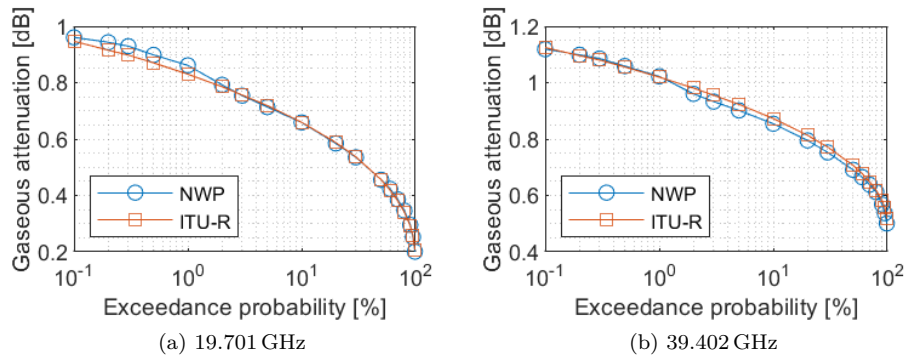 Gaseous attenuation [dB]
1
0.8
0.6
0.4
0.2
NWP
ITU-R
10^-1
10^0
10^1
10^2
Exceedance probability [%]
(a) 19.701 GHz
Gaseous attenuation [dB]
1.2
1
0.8
0.6
0.4
NWP
ITU-R
10^-1
10^0
10^1
10^2
Exceedance probability [%]
(b) 39.402 GHz